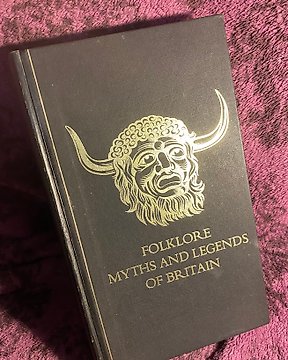 FOLKLORE
MYTHS AND LEGENDS
OF BRITAIN